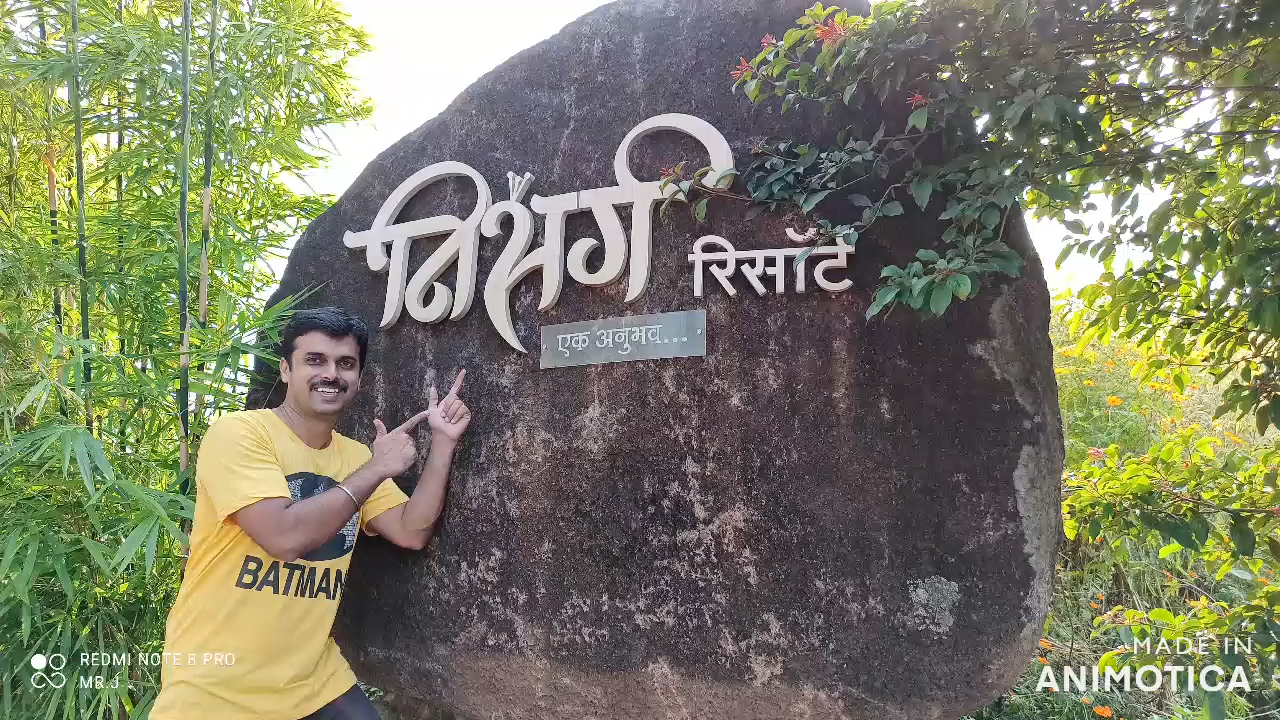 निसर्ग रिसॉर्ट
एक अनुभव...
BATMAN
REDMI NOTE 8 PRO
MR.J
MADE IN
ANIMOTICA